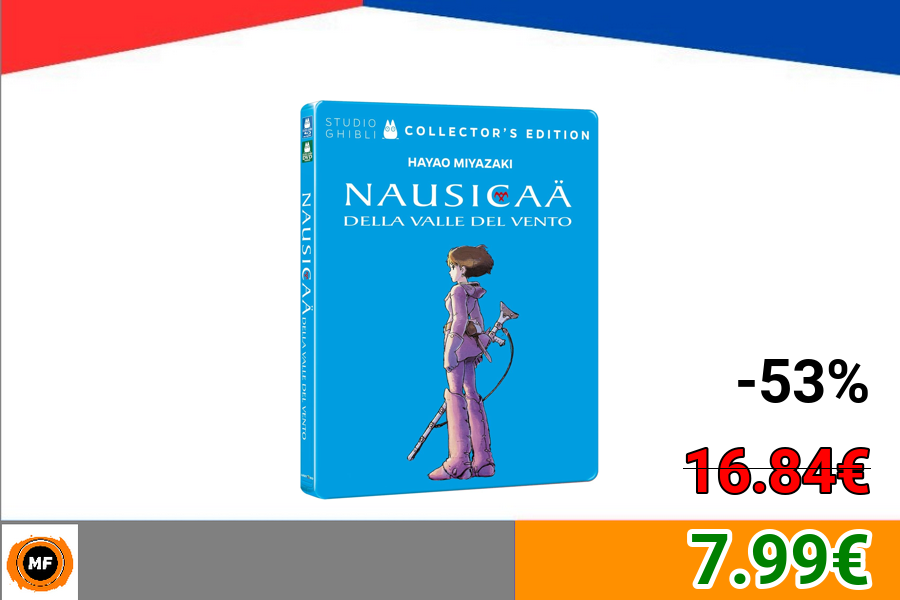 STUDIO
GHIBLI COLLECTOR'S EDITION
HAYAO MIYAZAKI
NAUSICAÄ
DELLA VALLE DEL VENTO
NAUSICAÄ DELLA VALLE DEL VENTO
-53%
16.84€
7.99€
MF